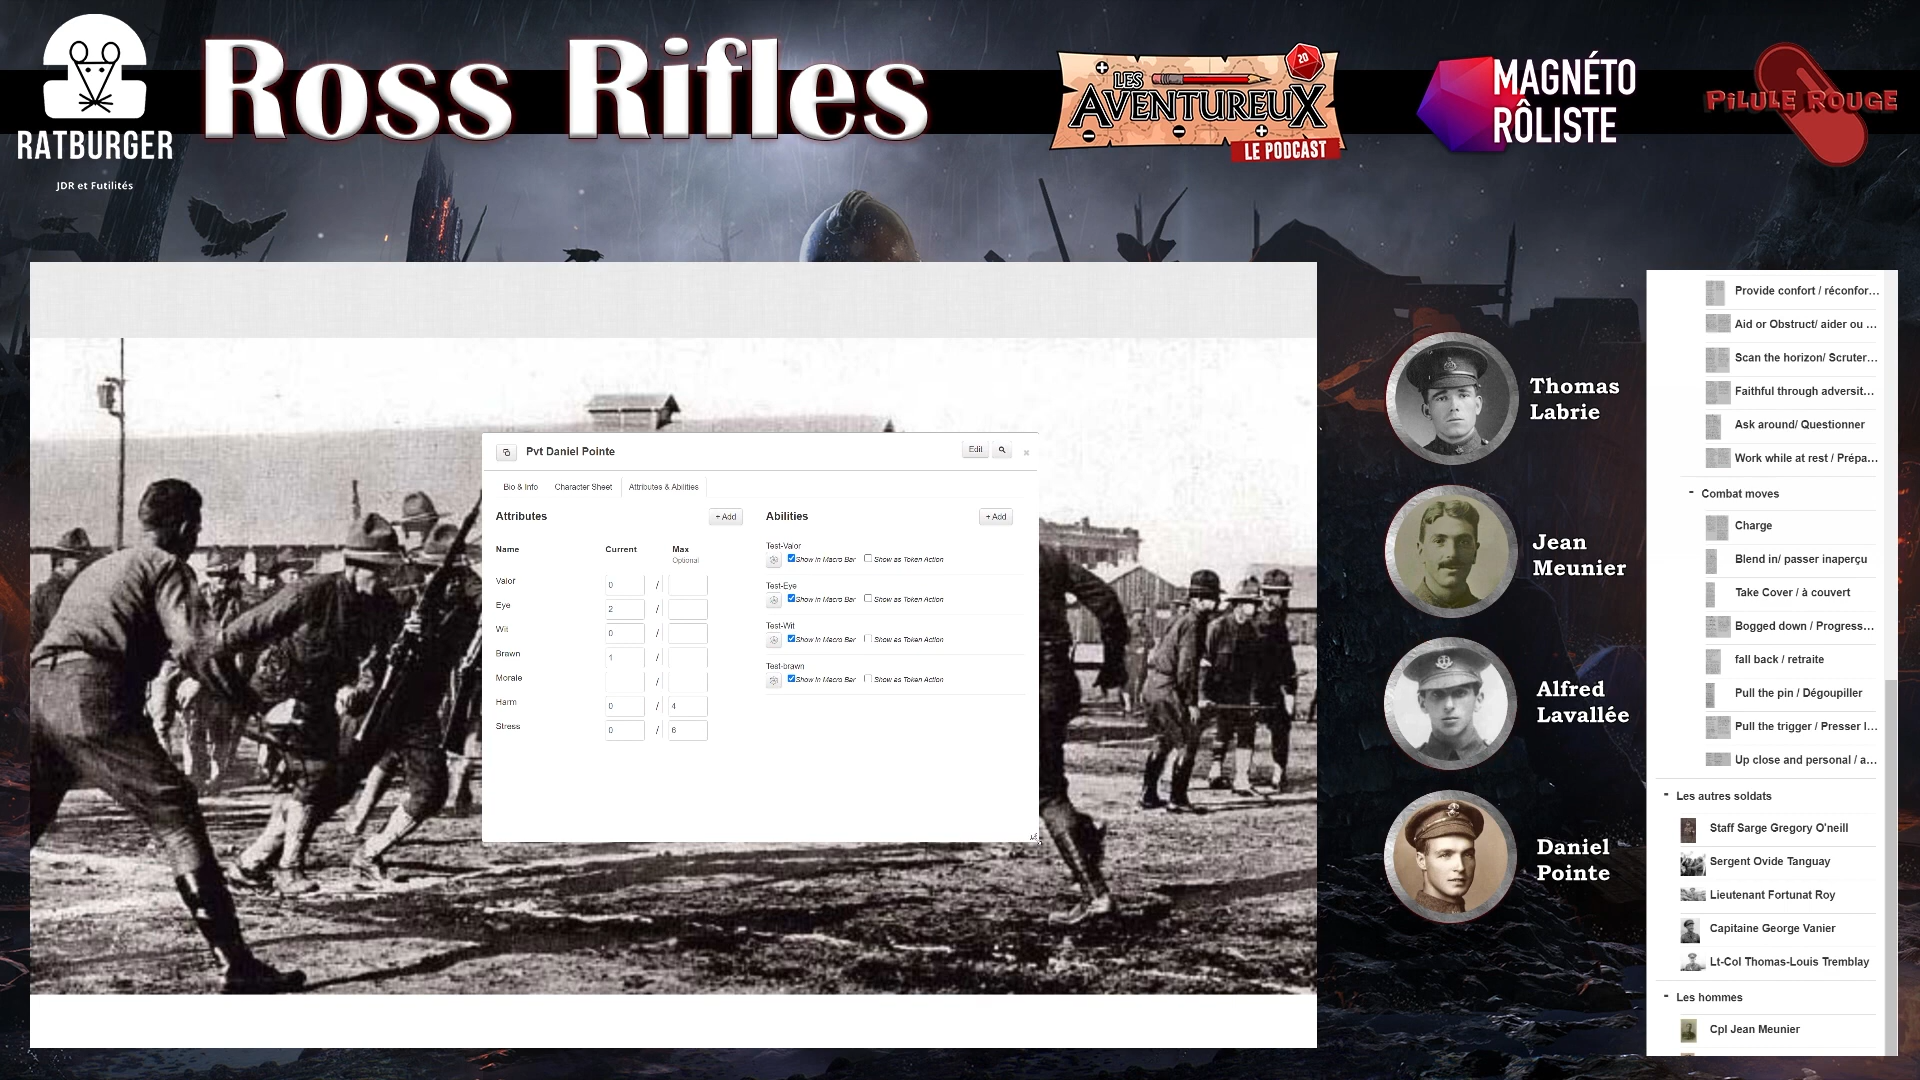 RATBURGER
JDR et Futilités
Ross Rifles
LES
AVENTUREUX
LE PODCAST
20
MAGNÉTO
RÔLISTE
PiLULE ROUGE
Pvt Daniel Pointe
Edit
Bio & Info
Character Sheet
Attributes & Abilities
Attributes
+ Add
Name
Current
Max
Optional
Valor
0
/
Eye
2
/
Wit
0
/
Brawn
1
/
Morale
/
Harm
0
/
4
Stress
0
/
6
Abilities
+ Add
Test-Valor
Show in Macro Bar
Show as Token Action
Test-Eye
Show in Macro Bar
Show as Token Action
Test-Wit
Show in Macro Bar
Show as Token Action
Test-brawn
Show in Macro Bar
Show as Token Action
Thomas
Labrie
Jean
Meunier
Alfred
Lavallée
Daniel
Pointe
Provide confort / réconfor...
Aid or Obstruct/ aider ou ...
Scan the horizon/ Scruter...
Faithful through adversit...
Ask around/ Questionner
Work while at rest / Prépa...
Combat moves
Charge
Blend in/ passer inaperçu
Take Cover / à couvert
Bogged down / Progress...
fall back / retraite
Pull the pin / Dégoupiller
Pull the trigger / Presser l...
Up close and personal / a...
Les autres soldats
Staff Sarge Gregory O'neill
Sergent Ovide Tanguay
Lieutenant Fortunat Roy
Capitaine George Vanier
Lt-Col Thomas-Louis Tremblay
Les hommes
Cpl Jean Meunier